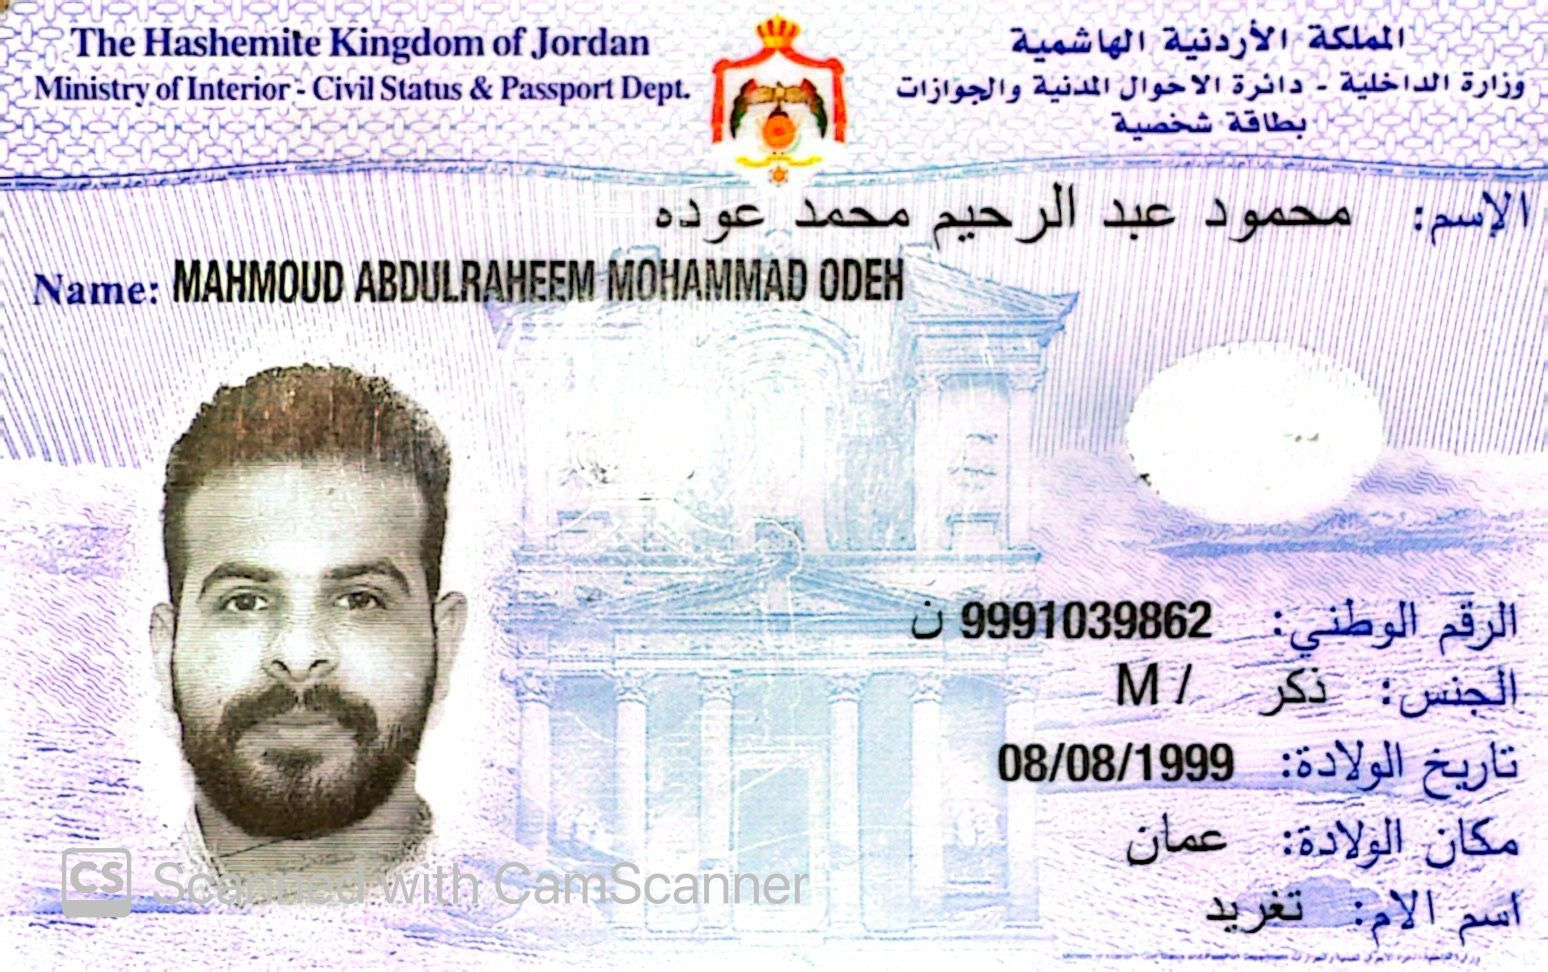 The Hashemite Kingdom of Jordan
Ministry of Interior - Civil Status & Passport Dept.
المملكة الأردنية الهاشمية
وزارة الداخلية - دائرة الاحوال المدنية والجوازات
بطاقة شخصية
الإسم: محمود عبد الرحيم محمد عوده
Name: MAHMOUD ABDULRAHEEM MOHAMMAD ODEH
الرقم الوطني: 9991039862 ن
الجنس: ذكر / M
تاريخ الولادة: 08/08/1999
مكان الولادة: عمان
اسم الام: تغريد
CS Scanned with CamScanner